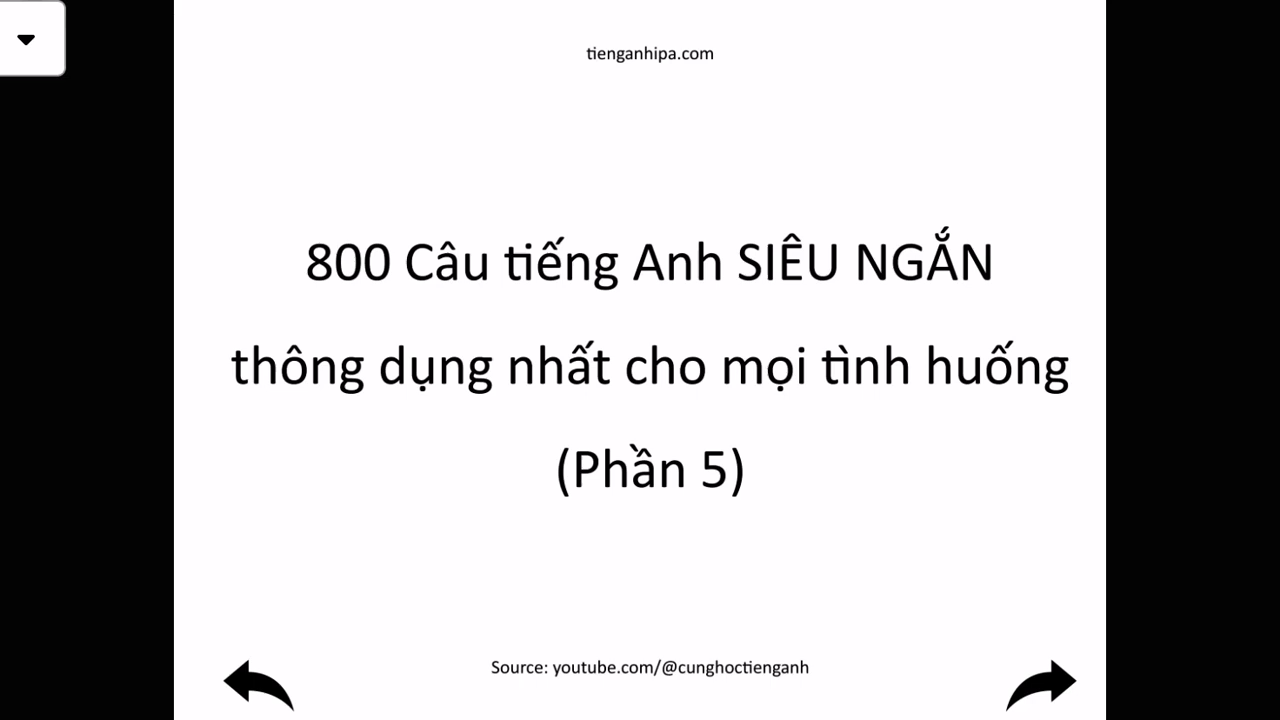 tienganhipa.com
800 Câu tiếng Anh SIÊU NGẮN
thông dụng nhất cho mọi tình huống
(Phần 5)
Source: youtube.com/@cunghoctienganh